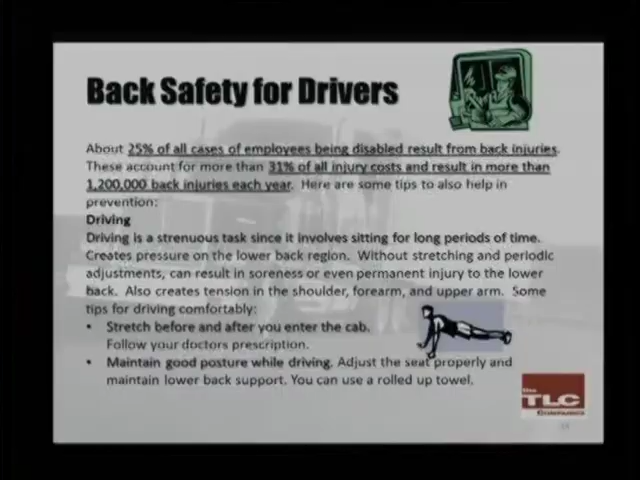 Back Safety for Drivers
About 25% of all cases of employees being disabled result from back injuries.
These account for more than 31% of all injury costs and result in more than
1,200,000 back injuries each year. Here are some tips to also help in
prevention:
Driving
Driving is a strenuous task since it involves sitting for long periods of time.
Creates pressure on the lower back region. Without stretching and periodic
adjustments, can result in soreness or even permanent injury to the lower
back. Also creates tension in the shoulder, forearm, and upper arm. Some
tips for driving comfortably:
• Stretch before and after you enter the cab.
Follow your doctors prescription.
• Maintain good posture while driving. Adjust the seat properly and
maintain lower back support. You can use a rolled up towel.
the
TLC
COMPANIES